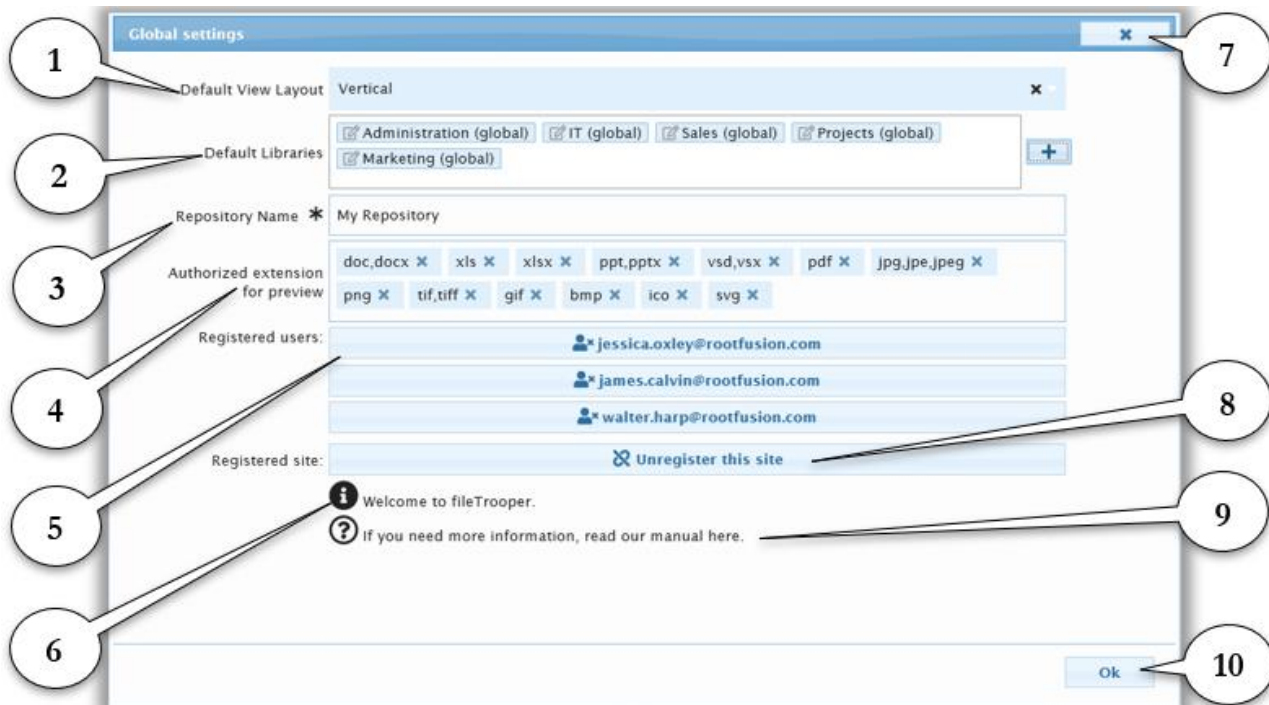 Global settings
1
7
Default View Layout Vertical
2
Default Libraries
Administration (global) IT (global) Sales (global) Projects (global)
Marketing (global)
3
Repository Name * My Repository
4
Authorized extension
for preview
doc,docx xls xlsx ppt,pptx vsd,vsx pdf jpg,jpe,jpeg
png tif,tiff gif bmp ico svg
5
Registered users:
jessica.oxley@rootfusion.com
james.calvin@rootfusion.com
walter.harp@rootfusion.com
8
Registered site: Unregister this site
6
Welcome to fileTrooper.
9
If you need more information, read our manual here.
10
Ok